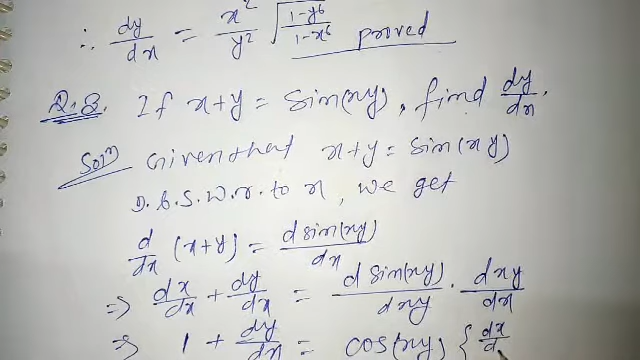 ∴ dy/dx = x²/y² √(1-y⁶/1-x⁶) proved
Q.8. If x+y = sin(xy), find dy/dx.
Solⁿ Given that x+y = sin(xy)
D.B.S.W.r.to x, we get
d/dx (x+y) = d sin(xy)/dx
⇒ dx/dx + dy/dx = d sin(xy)/dxy . dxy/dx
⇒ 1 + dy/dx = cos(xy) { dx/d